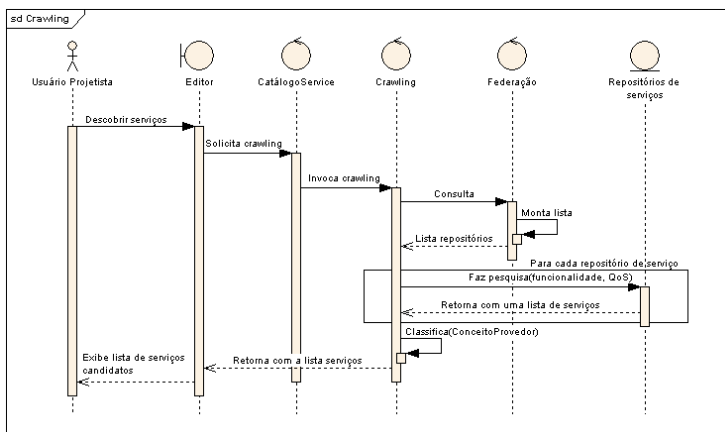 sd Crawling
Usuário Projetista
Editor
CatálogoService
Crawling
Federação
Repositórios de
serviços
Descobrir serviços
Solicita crawling
Invoca crawling
Consulta
Monta lista
Lista repositórios
Para cada repositório de serviço
Faz pesquisa(funcionalidade, QoS)
Retorna com uma lista de serviços
Classifica(ConceitoProvedor)
Retorna com a lista serviços
Exibe lista de serviços
candidatos